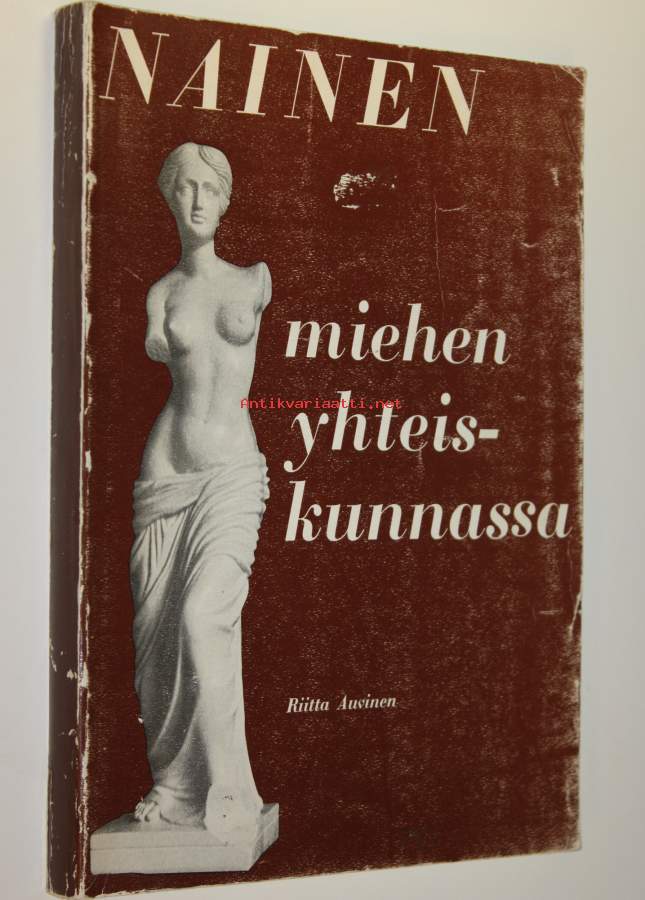 NAINEN
miehen
Antikvariaatti.net
yhteis-
kunnassa
Riitta Auvinen